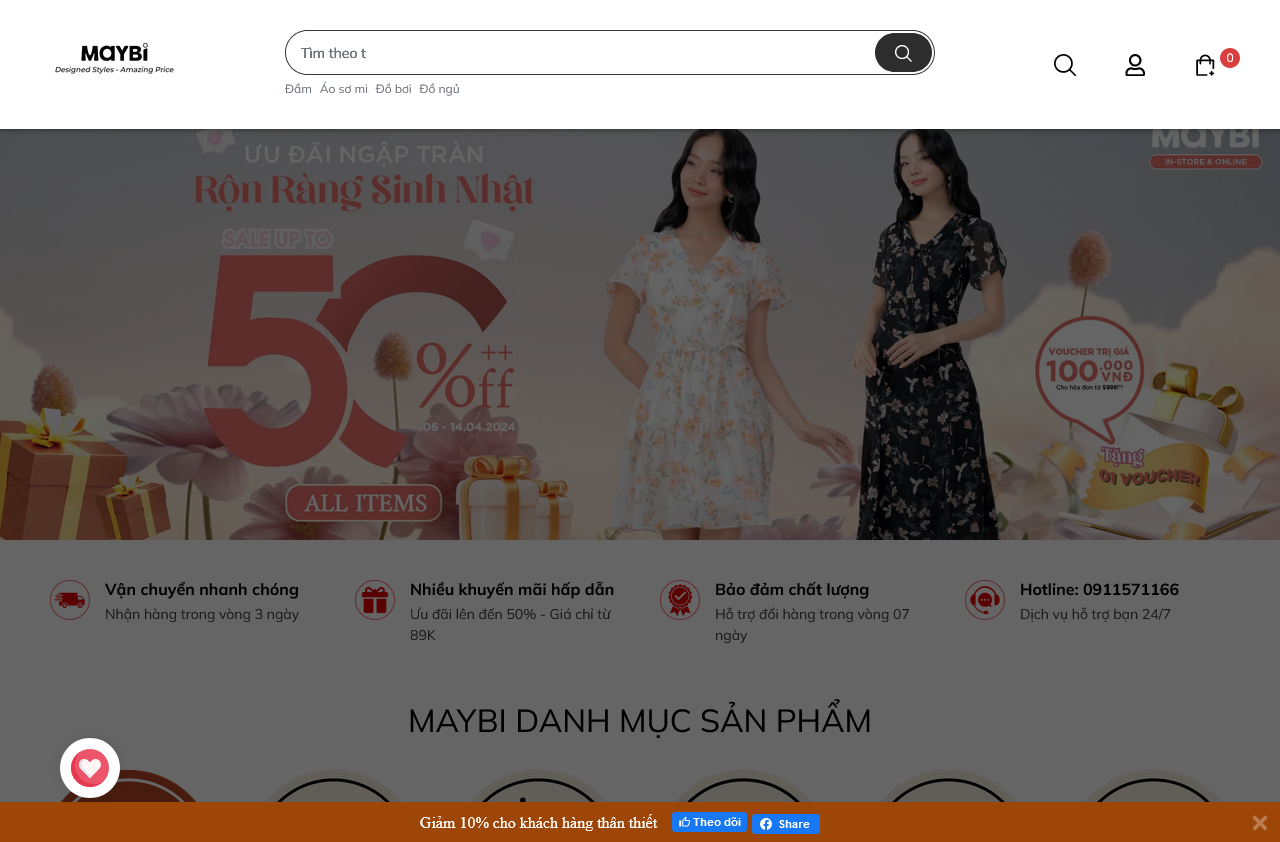 MAYBI
Designed Styles - Amazing Price
Tìm theo t
Đầm Áo sơ mi Đồ bơi Đồ ngủ
0
MAYBI
IN-STORE & ONLINE
ƯU ĐÃI NGẬP TRÀN
Rộn Ràng Sinh Nhật
SALE UP TO
50%++
off
06 - 14.04.2024
ALL ITEMS
VOUCHER TRỊ GIÁ
100.000
VNĐ
Cho hóa đơn từ 599K
Tặng
01 VOUCHER
Vận chuyển nhanh chóng
Nhận hàng trong vòng 3 ngày
Nhiều khuyến mãi hấp dẫn
Ưu đãi lên đến 50% - Giá chỉ từ
89K
Bảo đảm chất lượng
Hỗ trợ đổi hàng trong vòng 07
ngày
Hotline: 0911571166
Dịch vụ hỗ trợ bạn 24/7
MAYBI DANH MỤC SẢN PHẨM
Giảm 10% cho khách hàng thân thiết
Theo dõi
Share